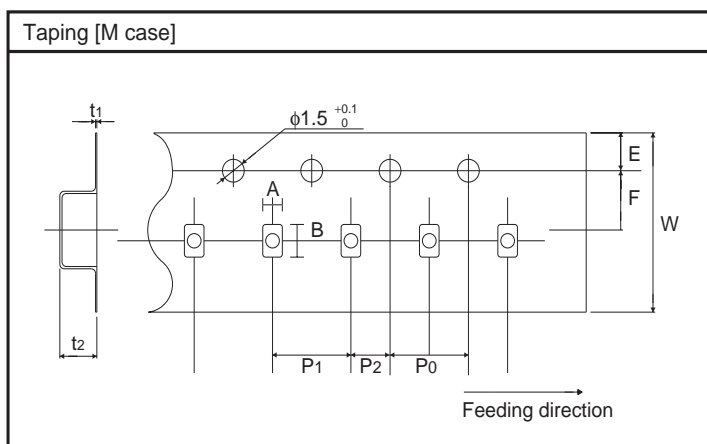 Taping [M case]
t1
φ1.5 +0.1 0
E
A
F
B
W
t2
P1 P2 P0
Feeding direction